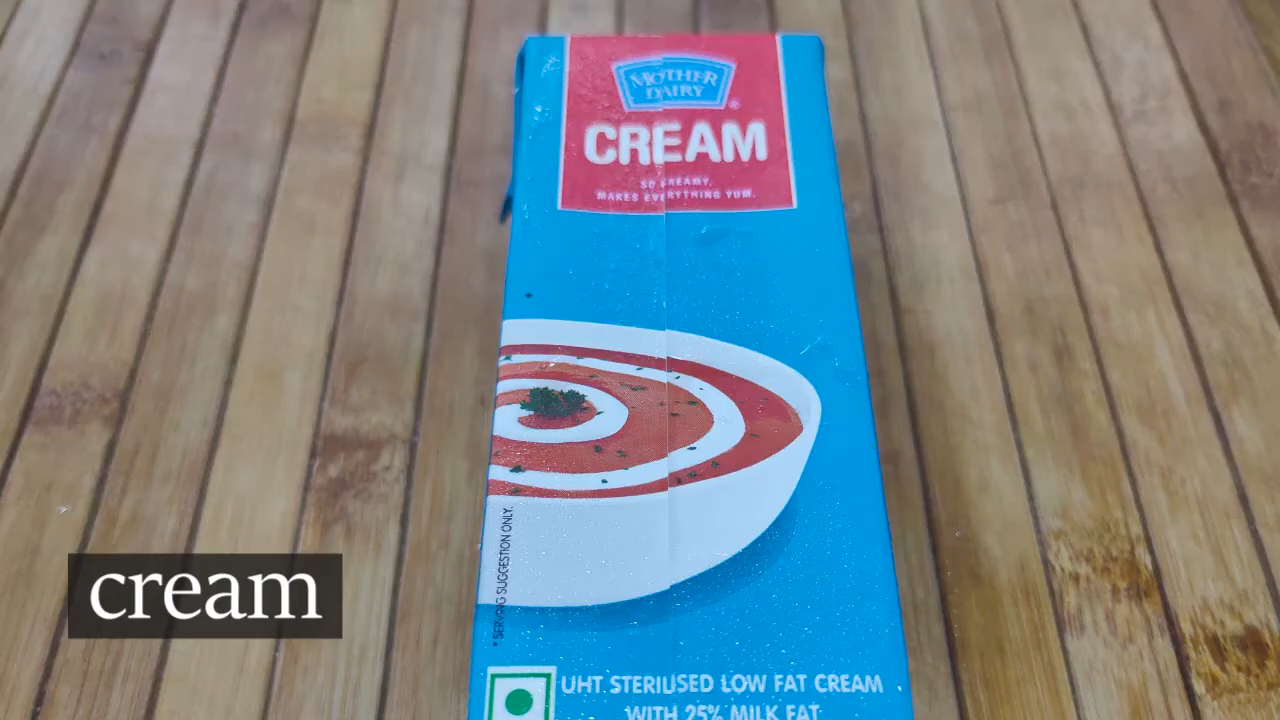 MOTHER
DAIRY
®
CREAM
SO CREAMY,
MAKES EVERYTHING YUM.
* SERVING SUGGESTION ONLY.
cream
UHT STERILISED LOW FAT CREAM
WITH 25% MILK FAT